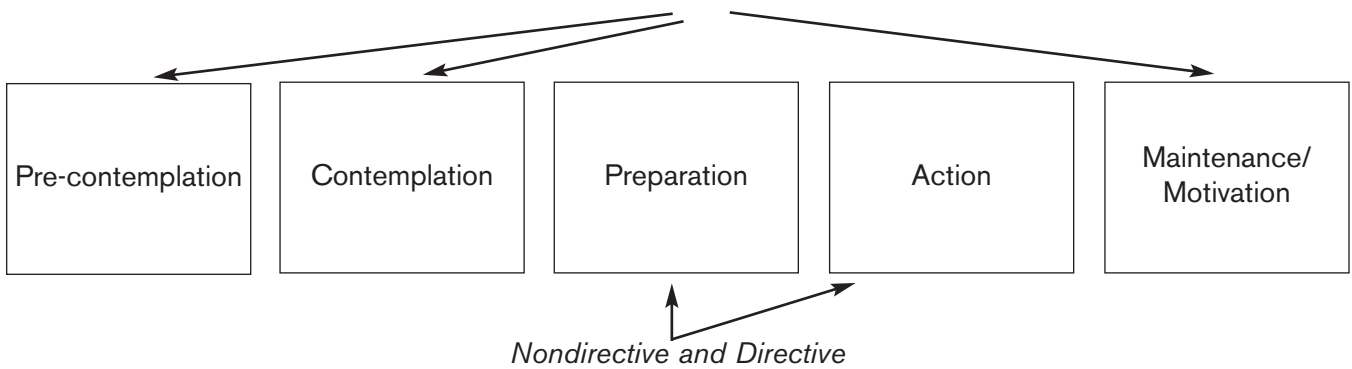 Pre-contemplation
Contemplation
Preparation
Action
Maintenance/
Motivation
Nondirective and Directive